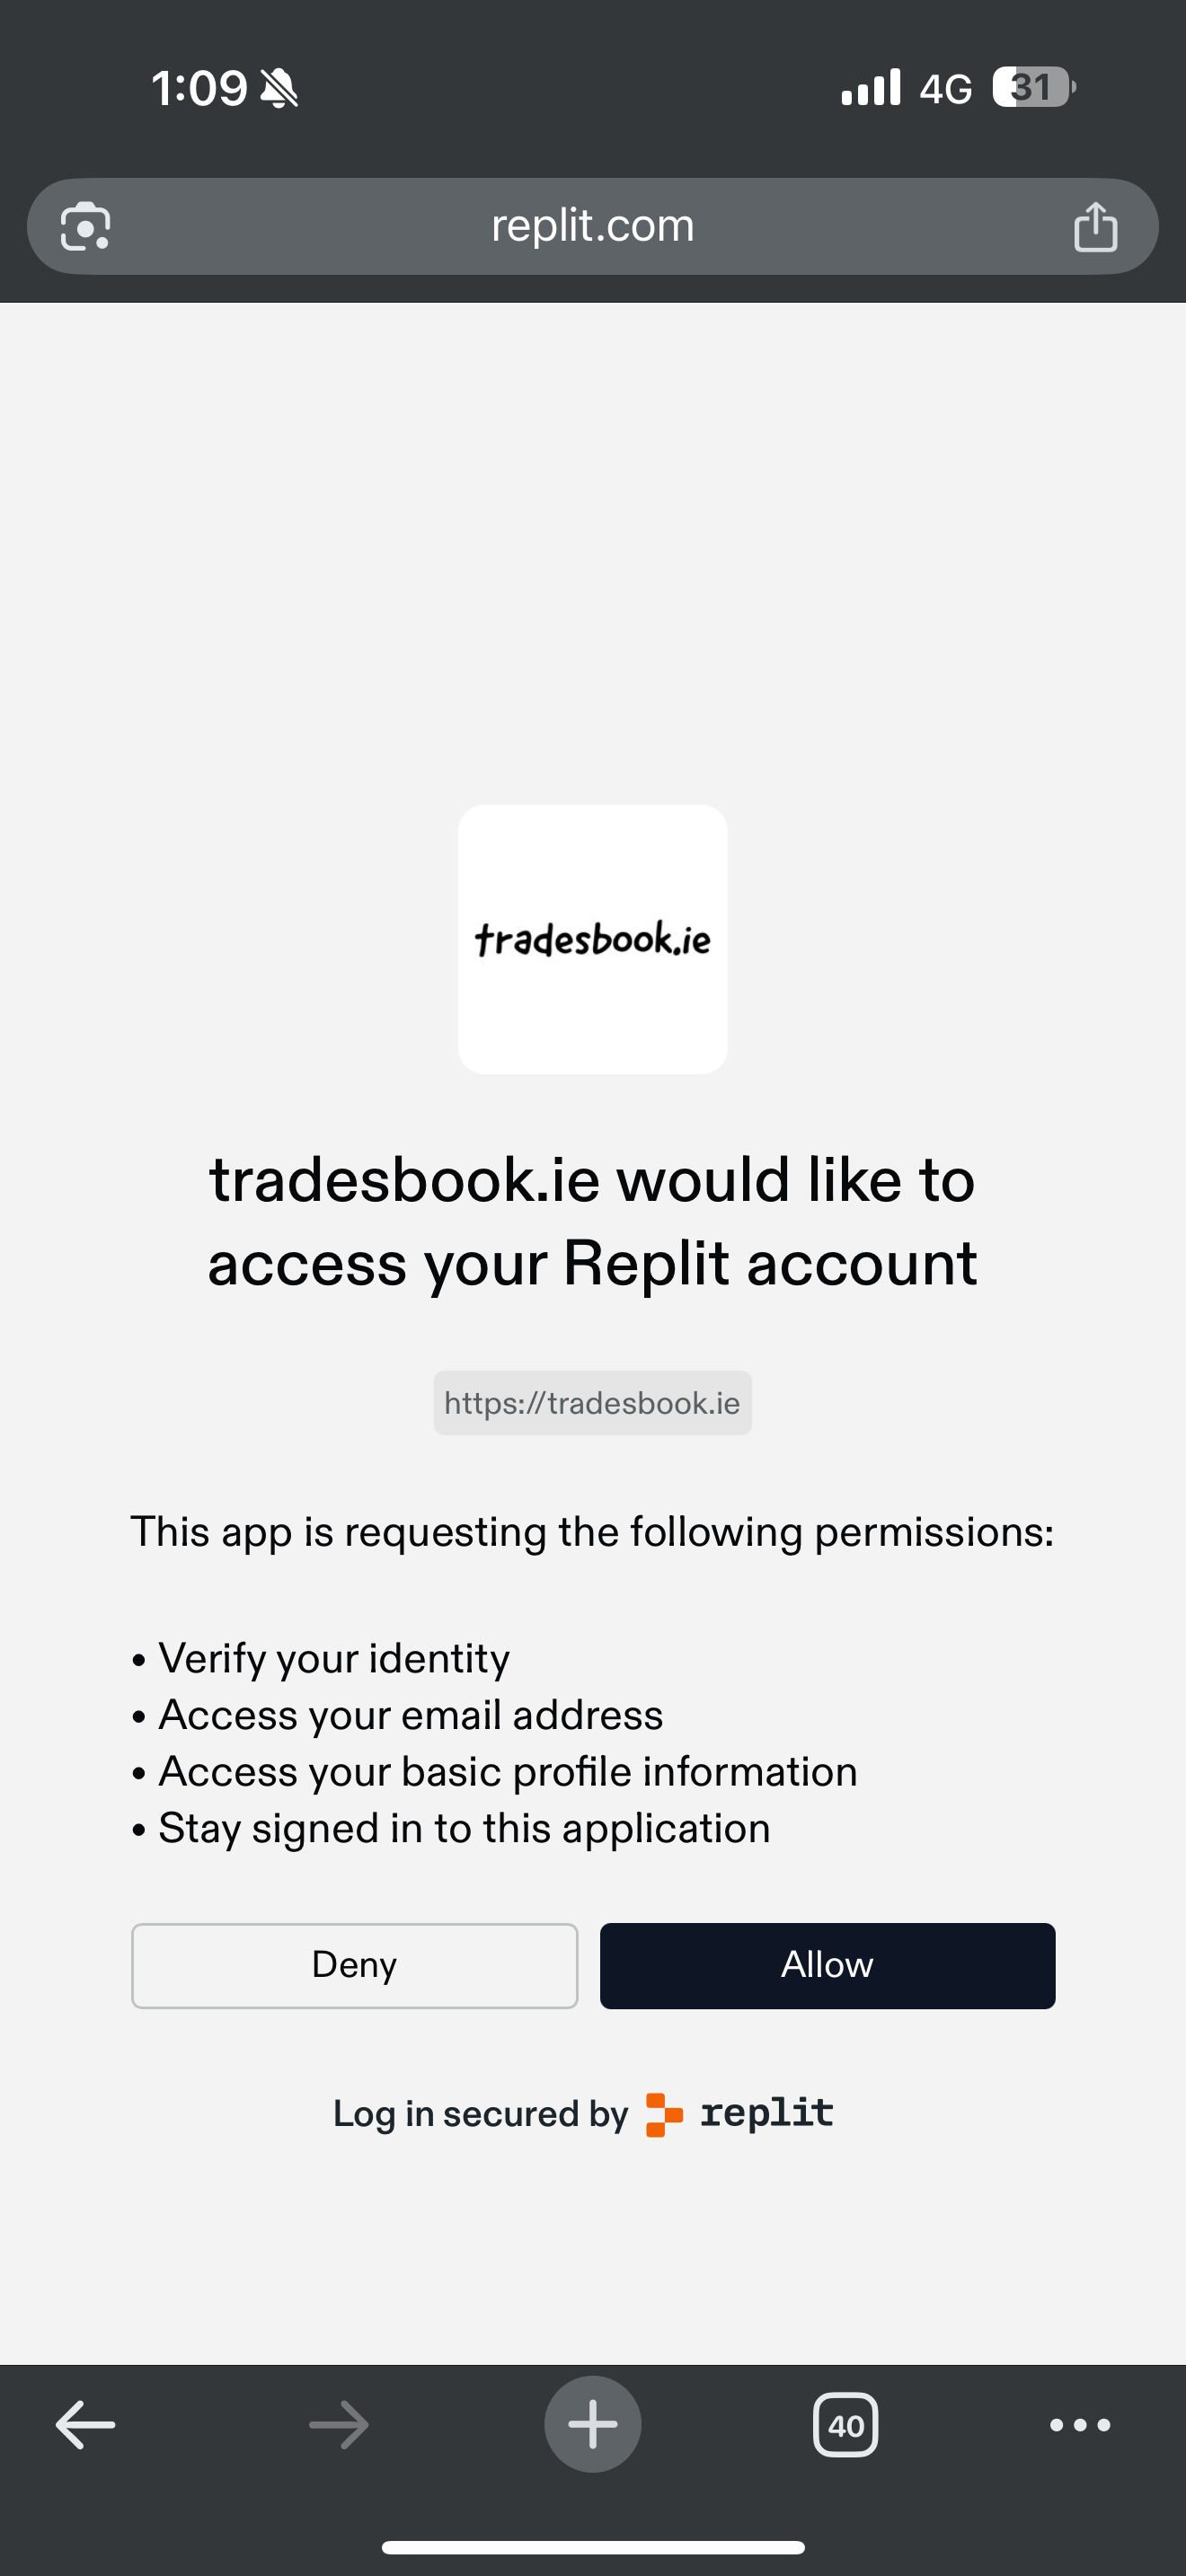 1:09
4G
31
replit.com
tradesbook.ie
tradesbook.ie would like to
access your Replit account
https://tradesbook.ie
This app is requesting the following permissions:
• Verify your identity
• Access your email address
• Access your basic profile information
• Stay signed in to this application
Deny
Allow
Log in secured by replit
40